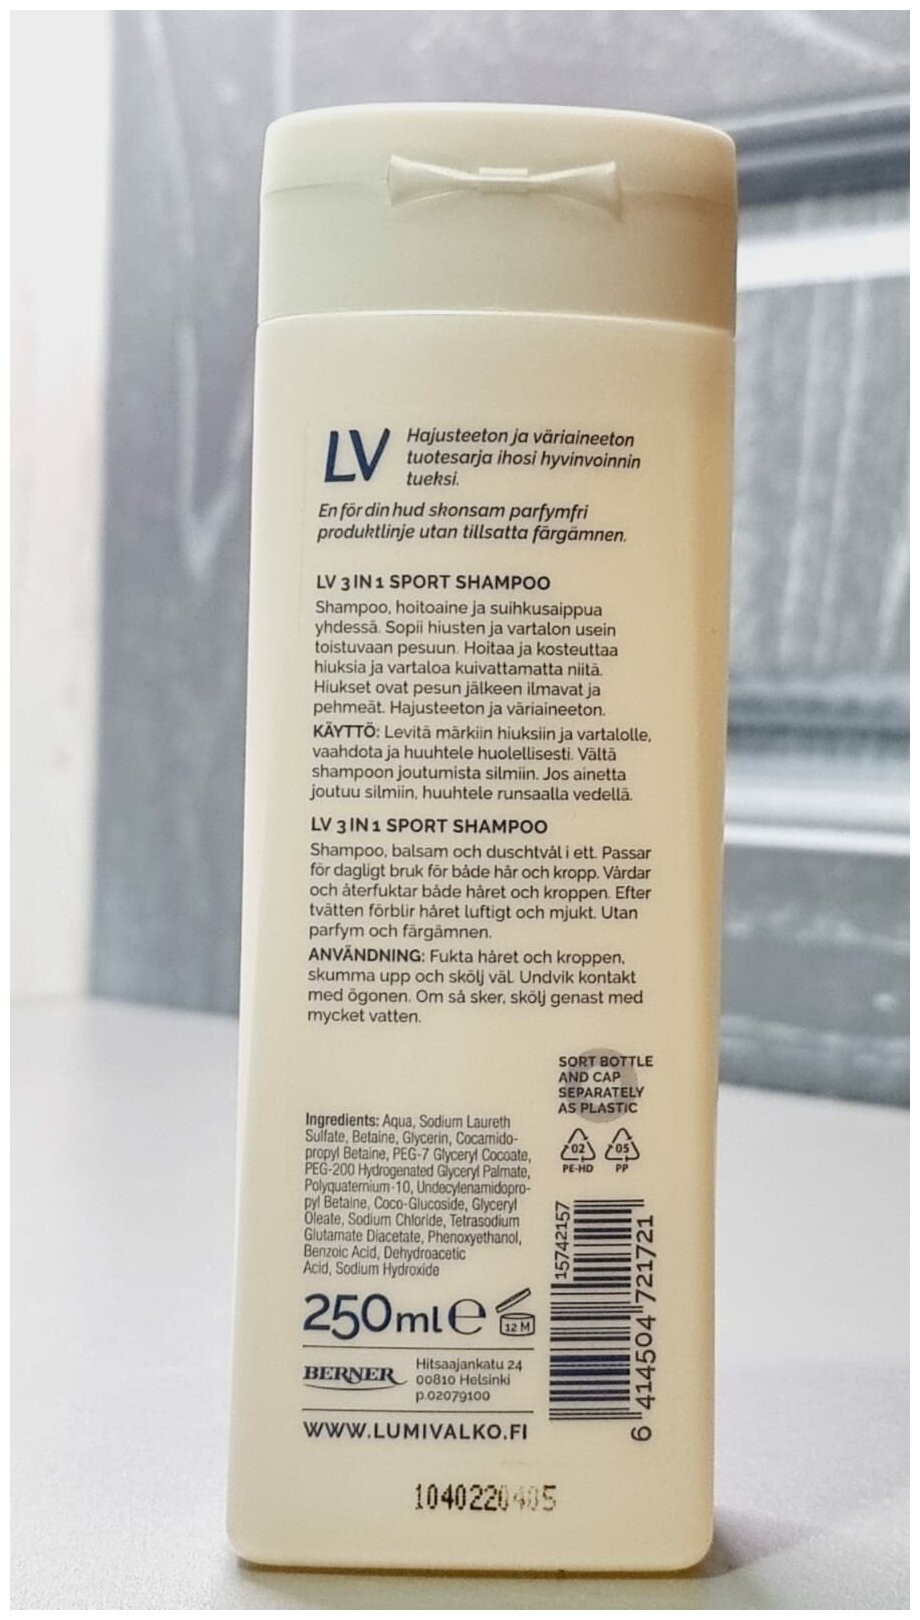 LV
Hajusteeton ja väriaineeton
tuotesarja ihosi hyvinvoinnin
tueksi.
En för din hud skonsam parfymfri
produktlinje utan tillsatta färgämnen.
LV 3 IN 1 SPORT SHAMPOO
Shampoo, hoitoaine ja suihkusaippua
yhdessä. Sopii hiusten ja vartalon usein
toistuvaan pesuun. Hoitaa ja kosteuttaa
hiuksia ja vartaloa kuivattamatta niitä.
Hiukset ovat pesun jälkeen ilmavat ja
pehmeät. Hajusteeton ja väriaineeton.
KÄYTTÖ: Levitä märkiin hiuksiin ja vartalolle,
vaahdota ja huuhtele huolellisesti. Vältä
shampoon joutumista silmiin. Jos ainetta
joutuu silmiin, huuhtele runsaalla vedellä.
LV 3 IN 1 SPORT SHAMPOO
Shampoo, balsam och duschtvål i ett. Passar
för dagligt bruk för både hår och kropp. Vårdar
och återfuktar både håret och kroppen. Efter
tvätten förblir håret luftigt och mjukt. Utan
parfym och färgämnen.
ANVÄNDNING: Fukta håret och kroppen,
skumma upp och skölj väl. Undvik kontakt
med ögonen. Om så sker, skölj genast med
mycket vatten.
SORT BOTTLE
AND CAP
SEPARATELY
AS PLASTIC
02 05
PE-HD PP
Ingredients: Aqua, Sodium Laureth
Sulfate, Betaine, Glycerin, Cocamido-
propyl Betaine, PEG-7 Glyceryl Cocoate,
PEG-200 Hydrogenated Glyceryl Palmate,
Polyquaternium-10, Undecylenamidopro-
pyl Betaine, Coco-Glucoside, Glyceryl
Oleate, Sodium Chloride, Tetrasodium
Glutamate Diacetate, Phenoxyethanol,
Benzoic Acid, Dehydroacetic
Acid, Sodium Hydroxide
15742157
6 414504 721721
250ml e 12 M
BERNER
Hitsaajankatu 24
00810 Helsinki
p.02079100
WWW.LUMIVALKO.FI
1040220405